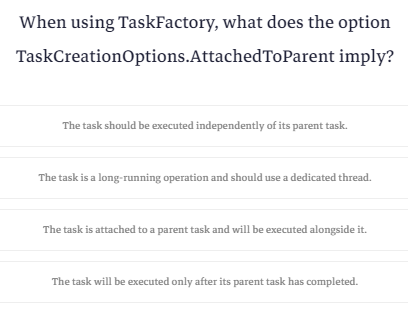 When using TaskFactory, what does the option
TaskCreationOptions.AttachedToParent imply?
The task should be executed independently of its parent task.
The task is a long-running operation and should use a dedicated thread.
The task is attached to a parent task and will be executed alongside it.
The task will be executed only after its parent task has completed.